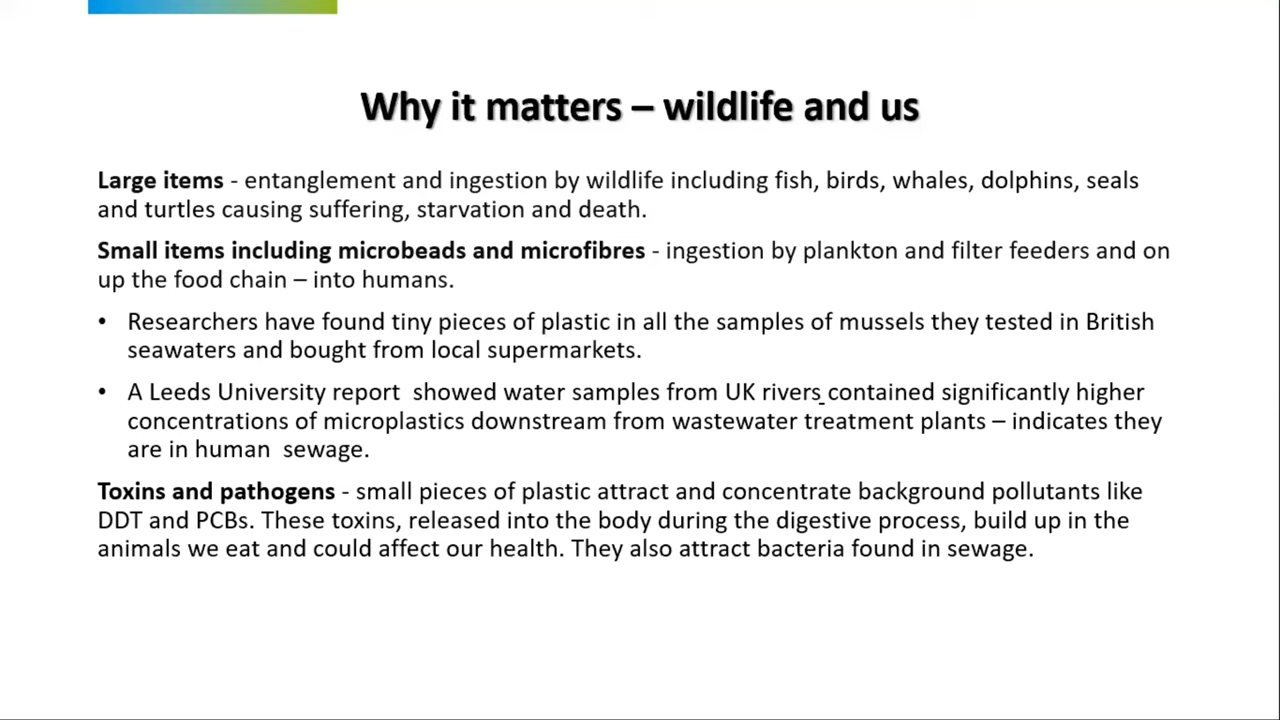 Why it matters – wildlife and us
Large items - entanglement and ingestion by wildlife including fish, birds, whales, dolphins, seals
and turtles causing suffering, starvation and death.
Small items including microbeads and microfibres - ingestion by plankton and filter feeders and on
up the food chain – into humans.
• Researchers have found tiny pieces of plastic in all the samples of mussels they tested in British
seawaters and bought from local supermarkets.
• A Leeds University report  showed water samples from UK rivers contained significantly higher
concentrations of microplastics downstream from wastewater treatment plants – indicates they
are in human  sewage.
Toxins and pathogens - small pieces of plastic attract and concentrate background pollutants like
DDT and PCBs. These toxins, released into the body during the digestive process, build up in the
animals we eat and could affect our health. They also attract bacteria found in sewage.